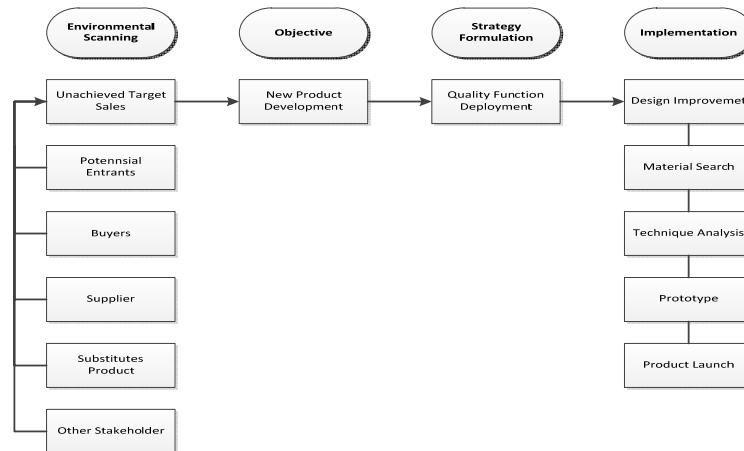 Environmental
Scanning
Objective
Strategy
Formulation
Implementation
Unachieved Target
Sales
New Product
Development
Quality Function
Deployment
Design Improvemet
Potennsial
Entrants
Material Search
Buyers
Technique Analysis
Supplier
Prototype
Substitutes
Product
Product Launch
Other Stakeholder